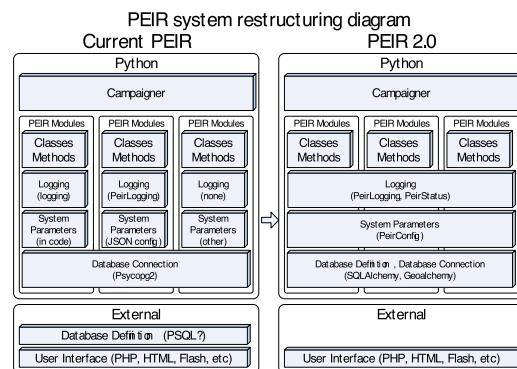 PEIR system restructuring diagram
Current PEIR
Python
Campaigner
PEIR Modules
PEIR Modules
PEIR Modules
Classes
Methods
Classes
Methods
Classes
Methods
Logging
(logging)
Logging
(PeirLogging)
Logging
(none)
System
Parameters
(in code)
System
Parameters
(JSON config)
System
Parameters
(other)
Database Connection
(Psycopg2)
External
Database Definition (PSQL?)
User Interface (PHP, HTML, Flash, etc)
PEIR 2.0
Python
Campaigner
PEIR Modules
PEIR Modules
PEIR Modules
Classes
Methods
Classes
Methods
Classes
Methods
Logging
(PeirLogging, PeirStatus)
System Parameters
(PeirConfig)
Database Definition, Database Connection
(SQLAlchemy, Geoalchemy)
External
User Interface (PHP, HTML, Flash, etc)